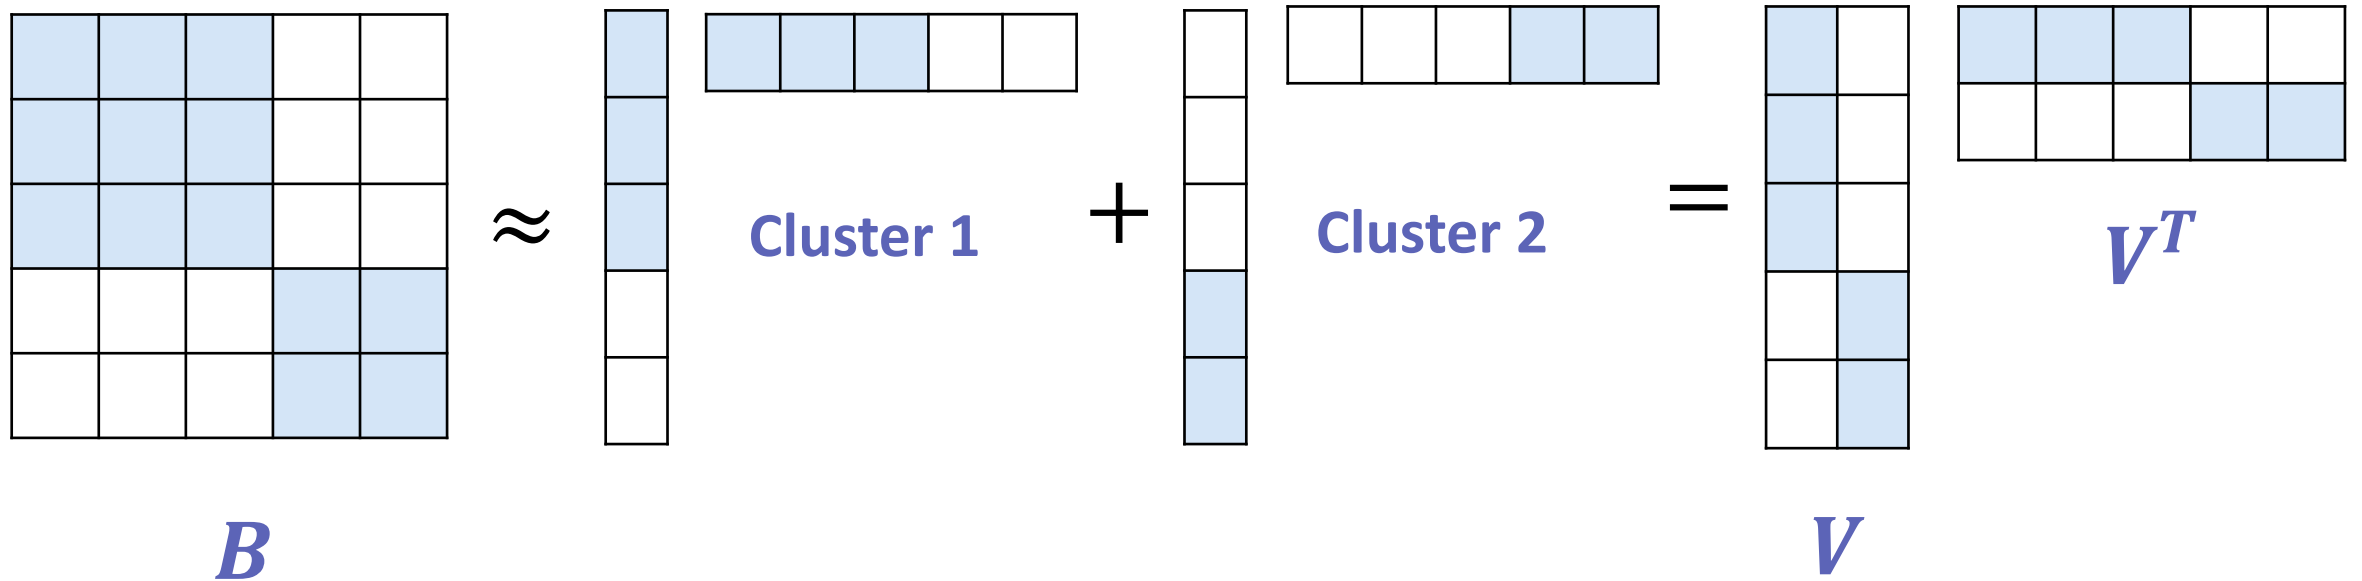 ≈ + =
Cluster 1
Cluster 2
V^T
B
V